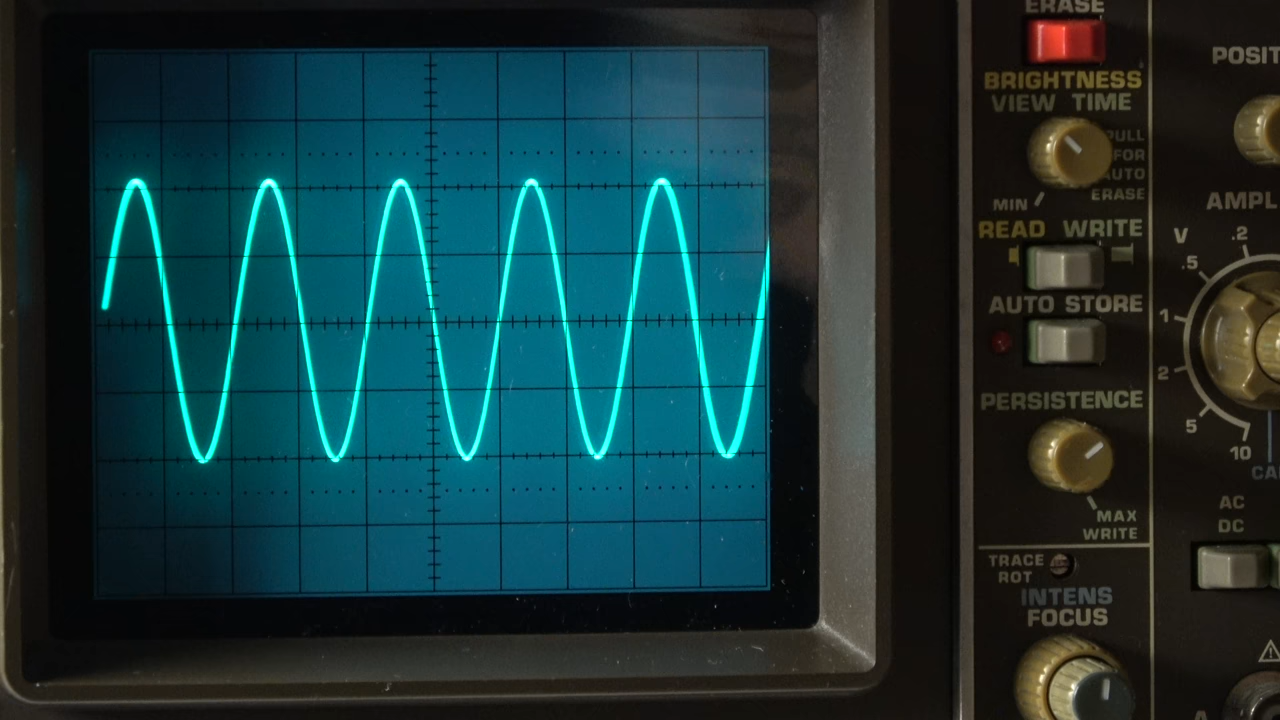 ERASE
BRIGHTNESS
VIEW TIME
PULL
FOR
AUTO
ERASE
MIN
READ WRITE
AUTO STORE
PERSISTENCE
MAX
WRITE
TRACE
ROT
INTENS
FOCUS
POSIT
AMPL
V
.2
.5
1
2
5
10
CA
AC
DC